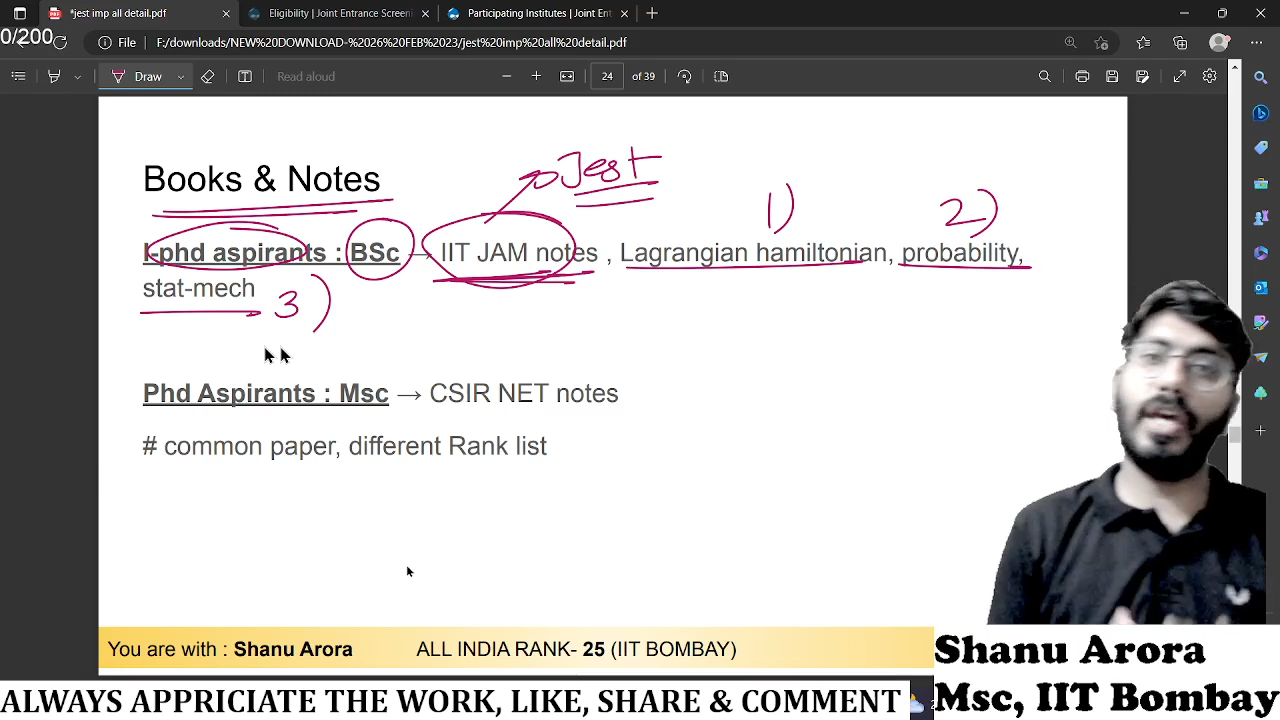 *jest imp all detail.pdf
Eligibility | Joint Entrance Screeni
Participating Institutes | Joint Ent
0/200
File F:/downloads/NEW%20DOWNLOAD-%2026%20FEB%2023/jest%20imp%20all%20detail.pdf
Draw
Read aloud
24 of 39
Jest
Books & Notes
1) 2)
I-phd aspirants : BSc → IIT JAM notes , Lagrangian hamiltonian, probability,
stat-mech 3)
Phd Aspirants : Msc → CSIR NET notes
# common paper, different Rank list
You are with : Shanu Arora ALL INDIA RANK- 25 (IIT BOMBAY)
Shanu Arora
Msc, IIT Bombay
ALWAYS APPRICIATE THE WORK, LIKE, SHARE & COMMENT